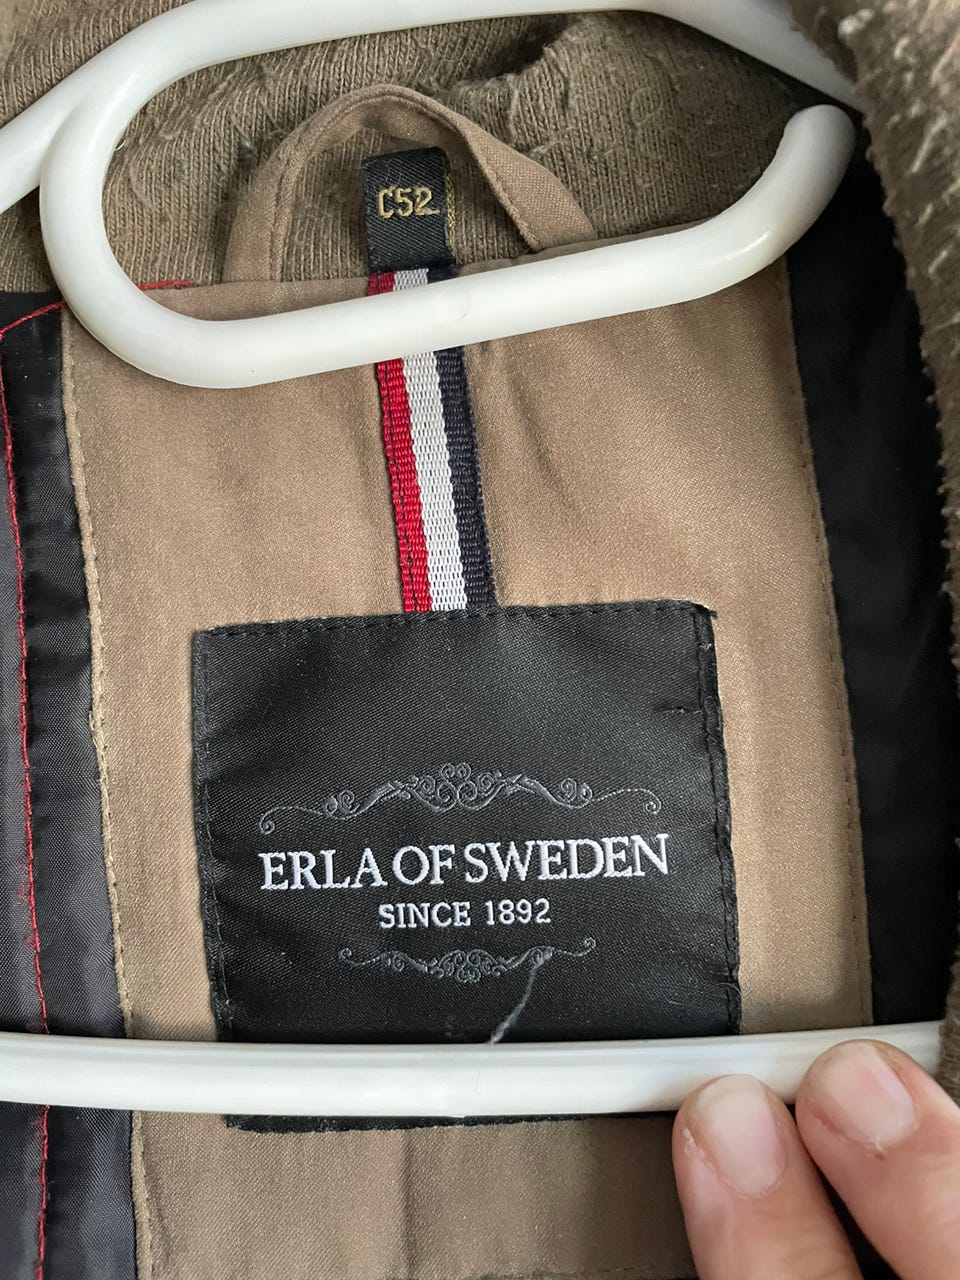 C52
ERLA OF SWEDEN
SINCE 1892